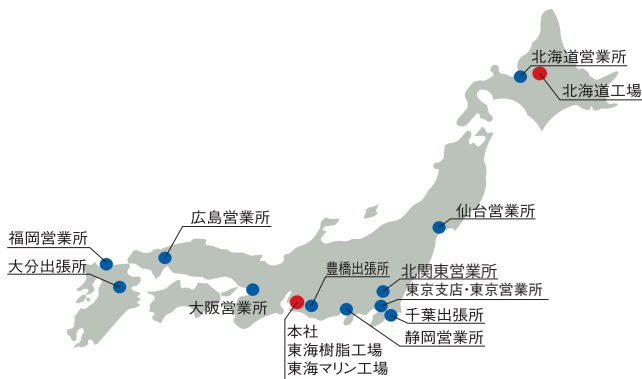 北海道営業所
北海道工場
仙台営業所
広島営業所
福岡営業所
大分出張所
大阪営業所
豊橋出張所
北関東営業所
東京支店・東京営業所
千葉出張所
静岡営業所
本社
東海樹脂工場
東海マリン工場